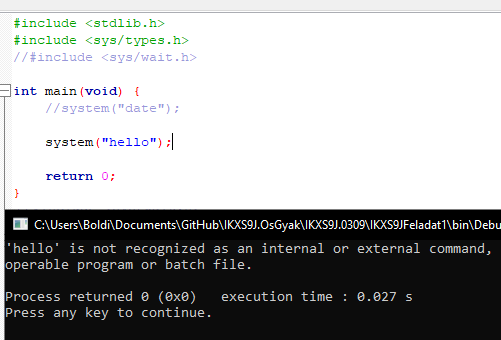 #include <stdlib.h>
#include <sys/types.h>
//#include <sys/wait.h>
int main(void) {
//system("date");
system("hello");
return 0;
}
C:\Users\Boldi\Documents\GitHub\IKXS9J.OsGyak\IKXS9J.0309\IKXS9JFeladat1\bin\Debu
'hello' is not recognized as an internal or external command,
operable program or batch file.
Process returned 0 (0x0)   execution time : 0.027 s
Press any key to continue.